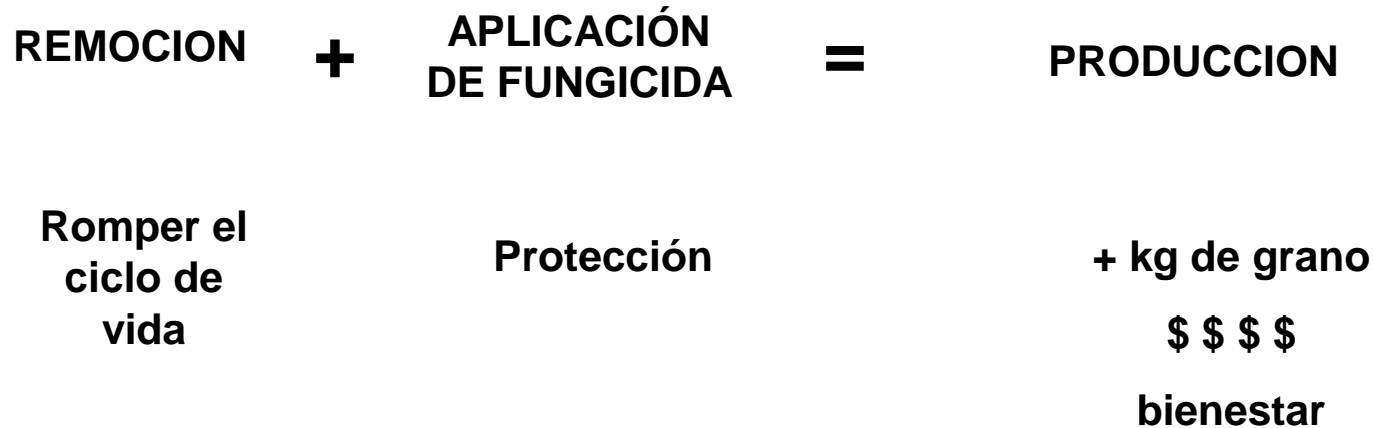 REMOCION + APLICACIÓN DE FUNGICIDA = PRODUCCION
Romper el
ciclo de
vida
Protección
+ kg de grano
$ $ $ $
bienestar